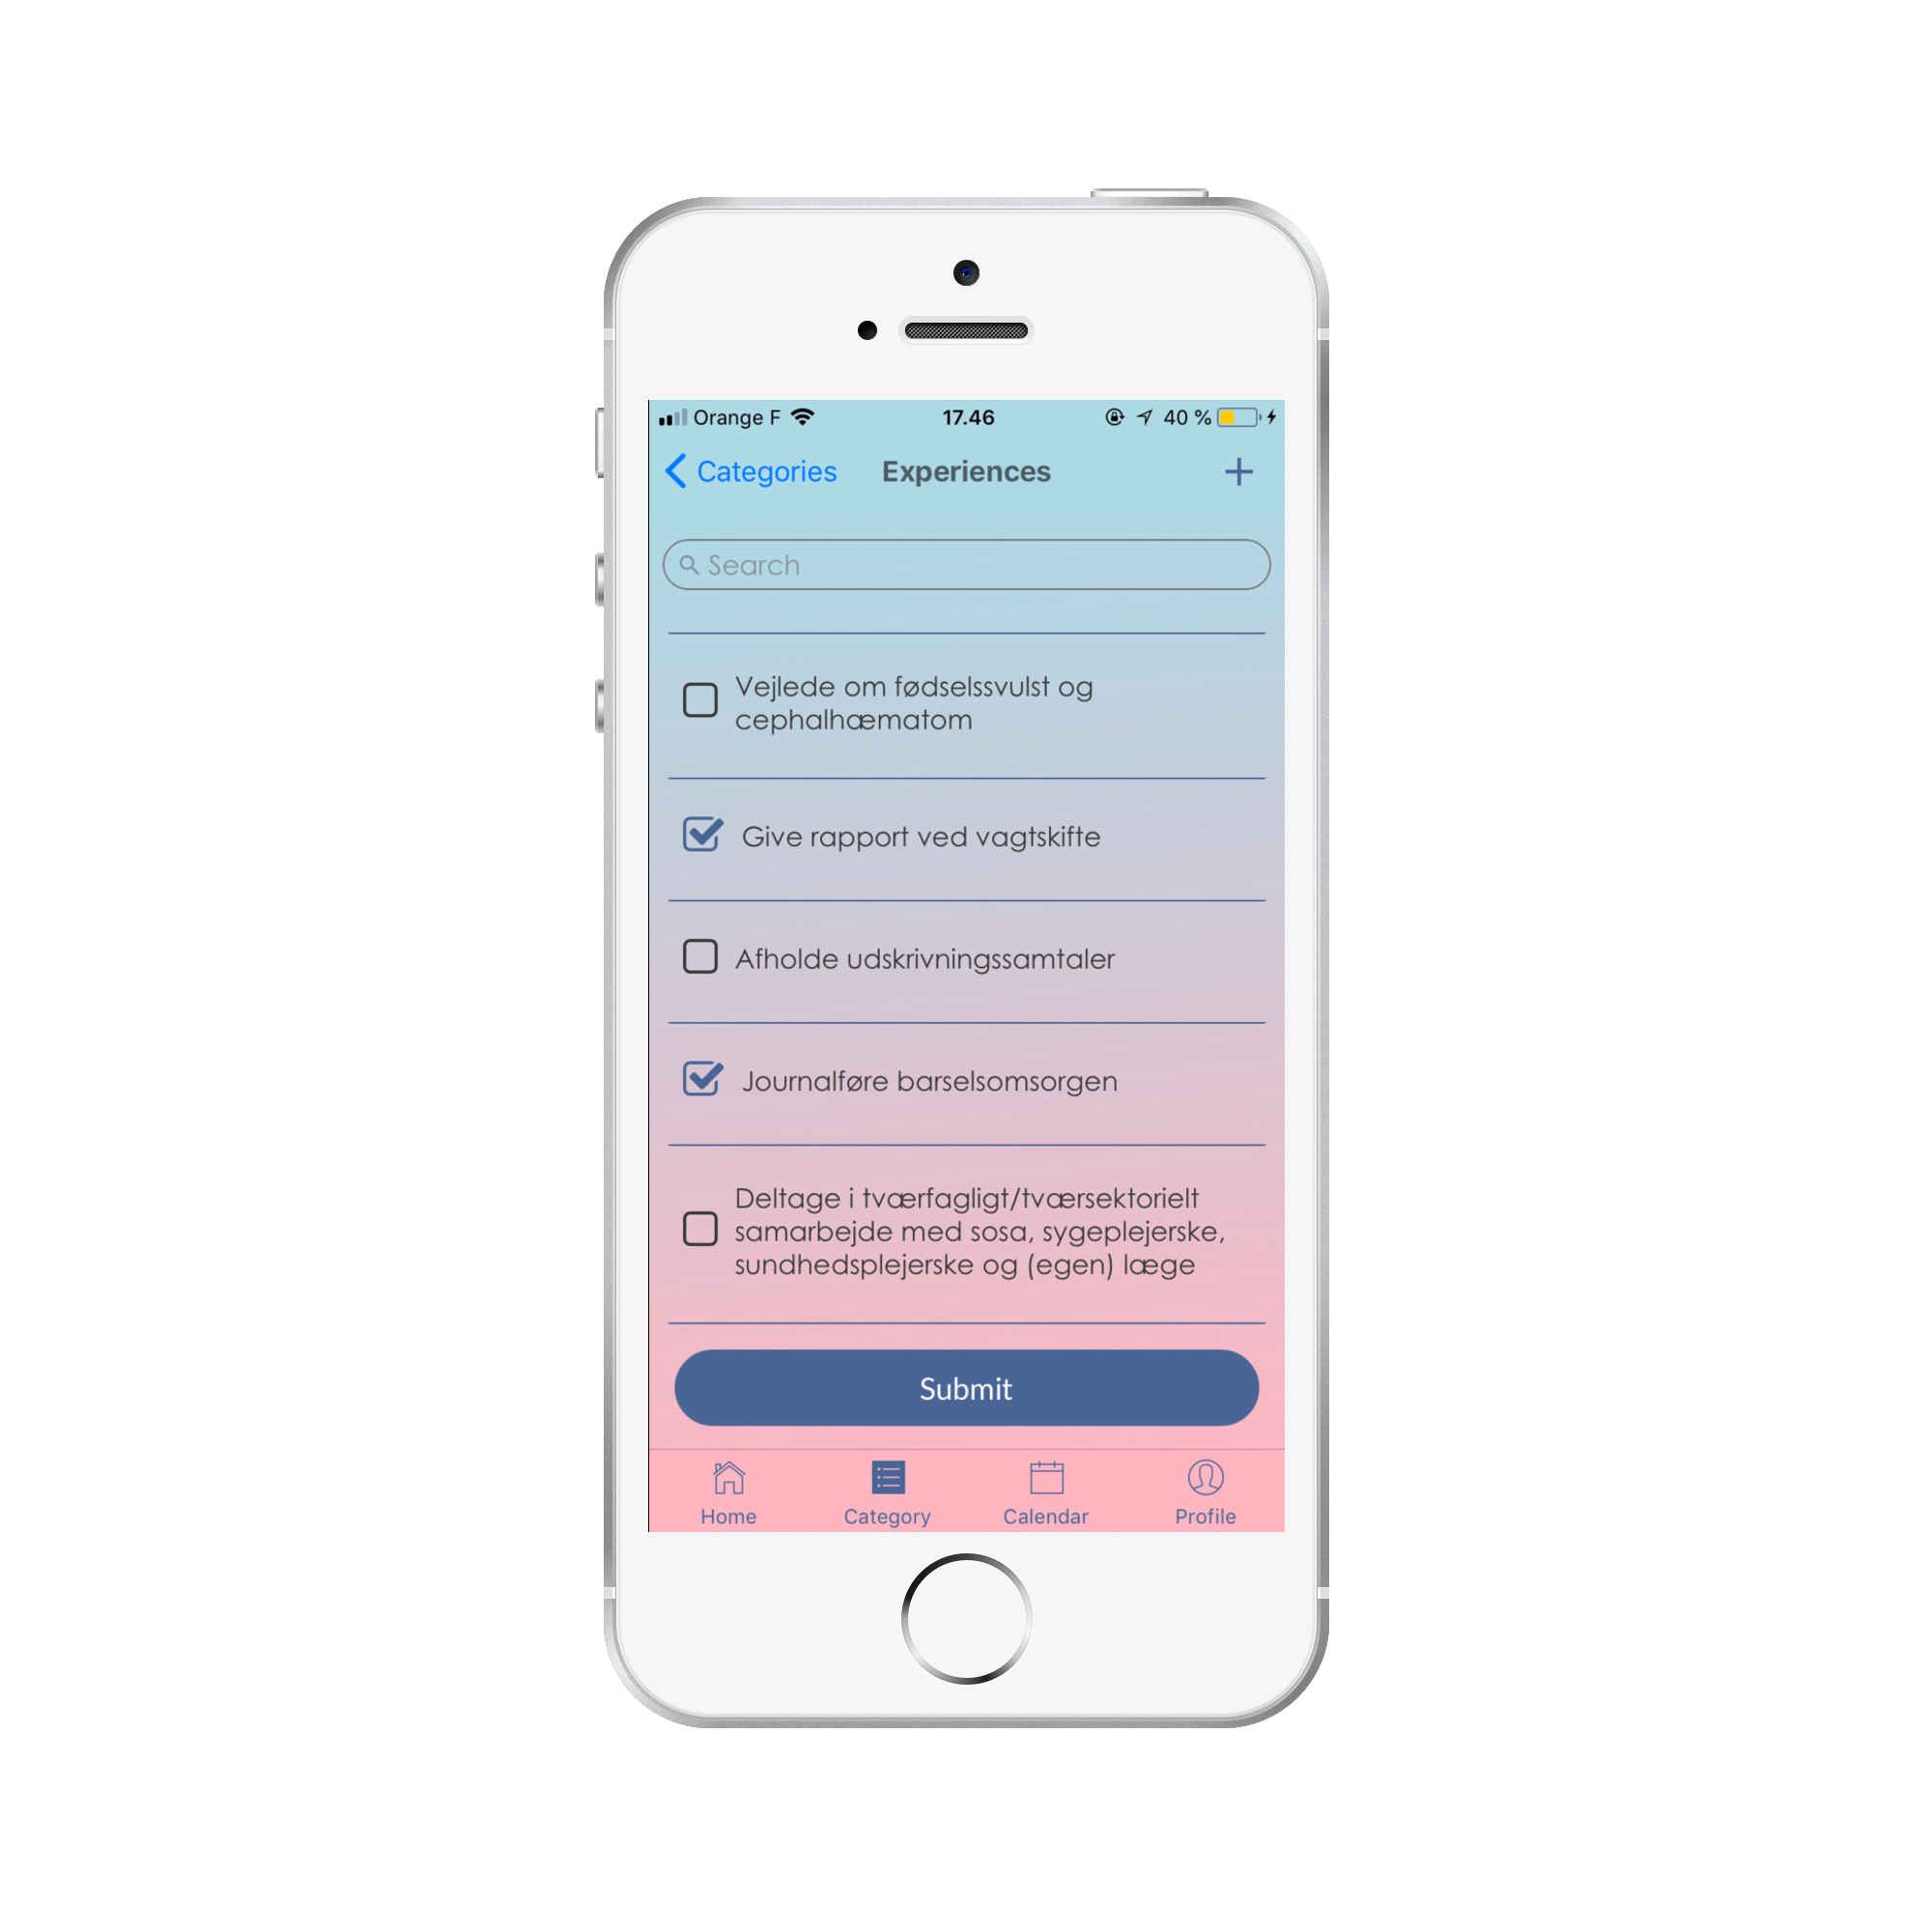 Orange F 17.46 40 %
Categories Experiences +
Search
Vejlede om fødselssvulst og
cephalhæmatom
Give rapport ved vagtskifte
Afholde udskrivningssamtaler
Journalføre barselsomsorgen
Deltage i tværfagligt/tværsektorielt
samarbejde med sosa, sygeplejerske,
sundhedsplejerske og (egen) læge
Submit
Home Category Calendar Profile